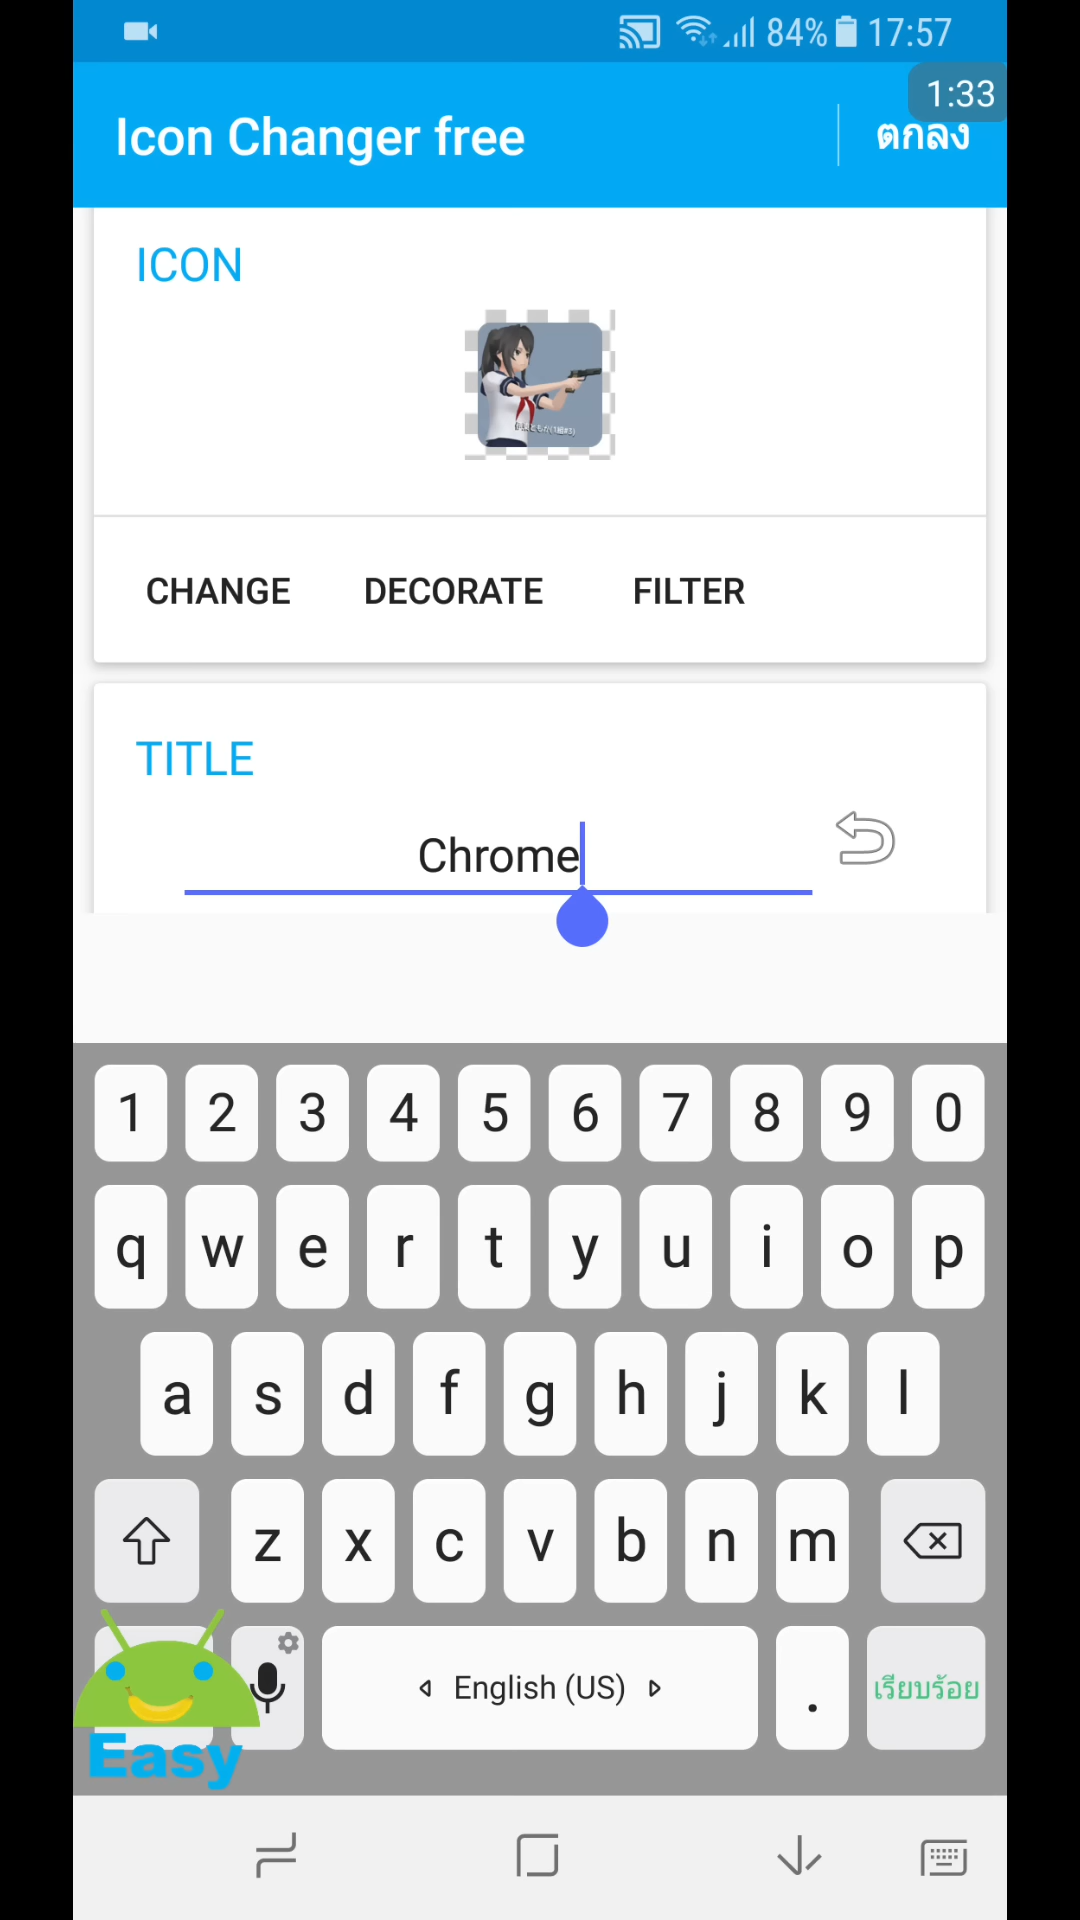 84% 17:57
1:33
Icon Changer free
ตกลง
ICON
CHANGE DECORATE FILTER
TITLE
Chrome
1 2 3 4 5 6 7 8 9 0
q w e r t y u i o p
a s d f g h j k l
z x c v b n m
English (US) . เรียบร้อย
Easy